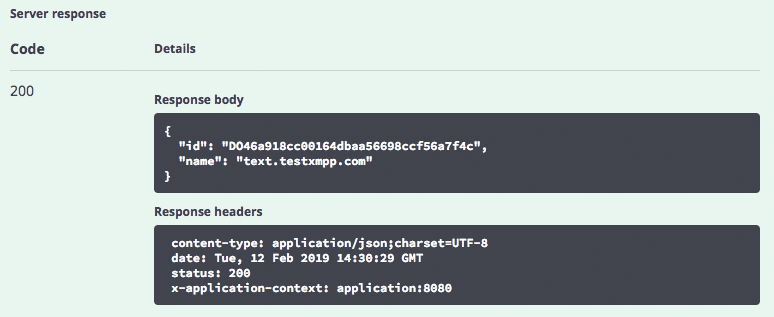 Server response
Code Details
200
Response body
{
"id": "DO46a918cc00164dbaa56698ccf56a7f4c",
"name": "text.testxmpp.com"
}
Response headers
content-type: application/json;charset=UTF-8
date: Tue, 12 Feb 2019 14:30:29 GMT
status: 200
x-application-context: application:8080